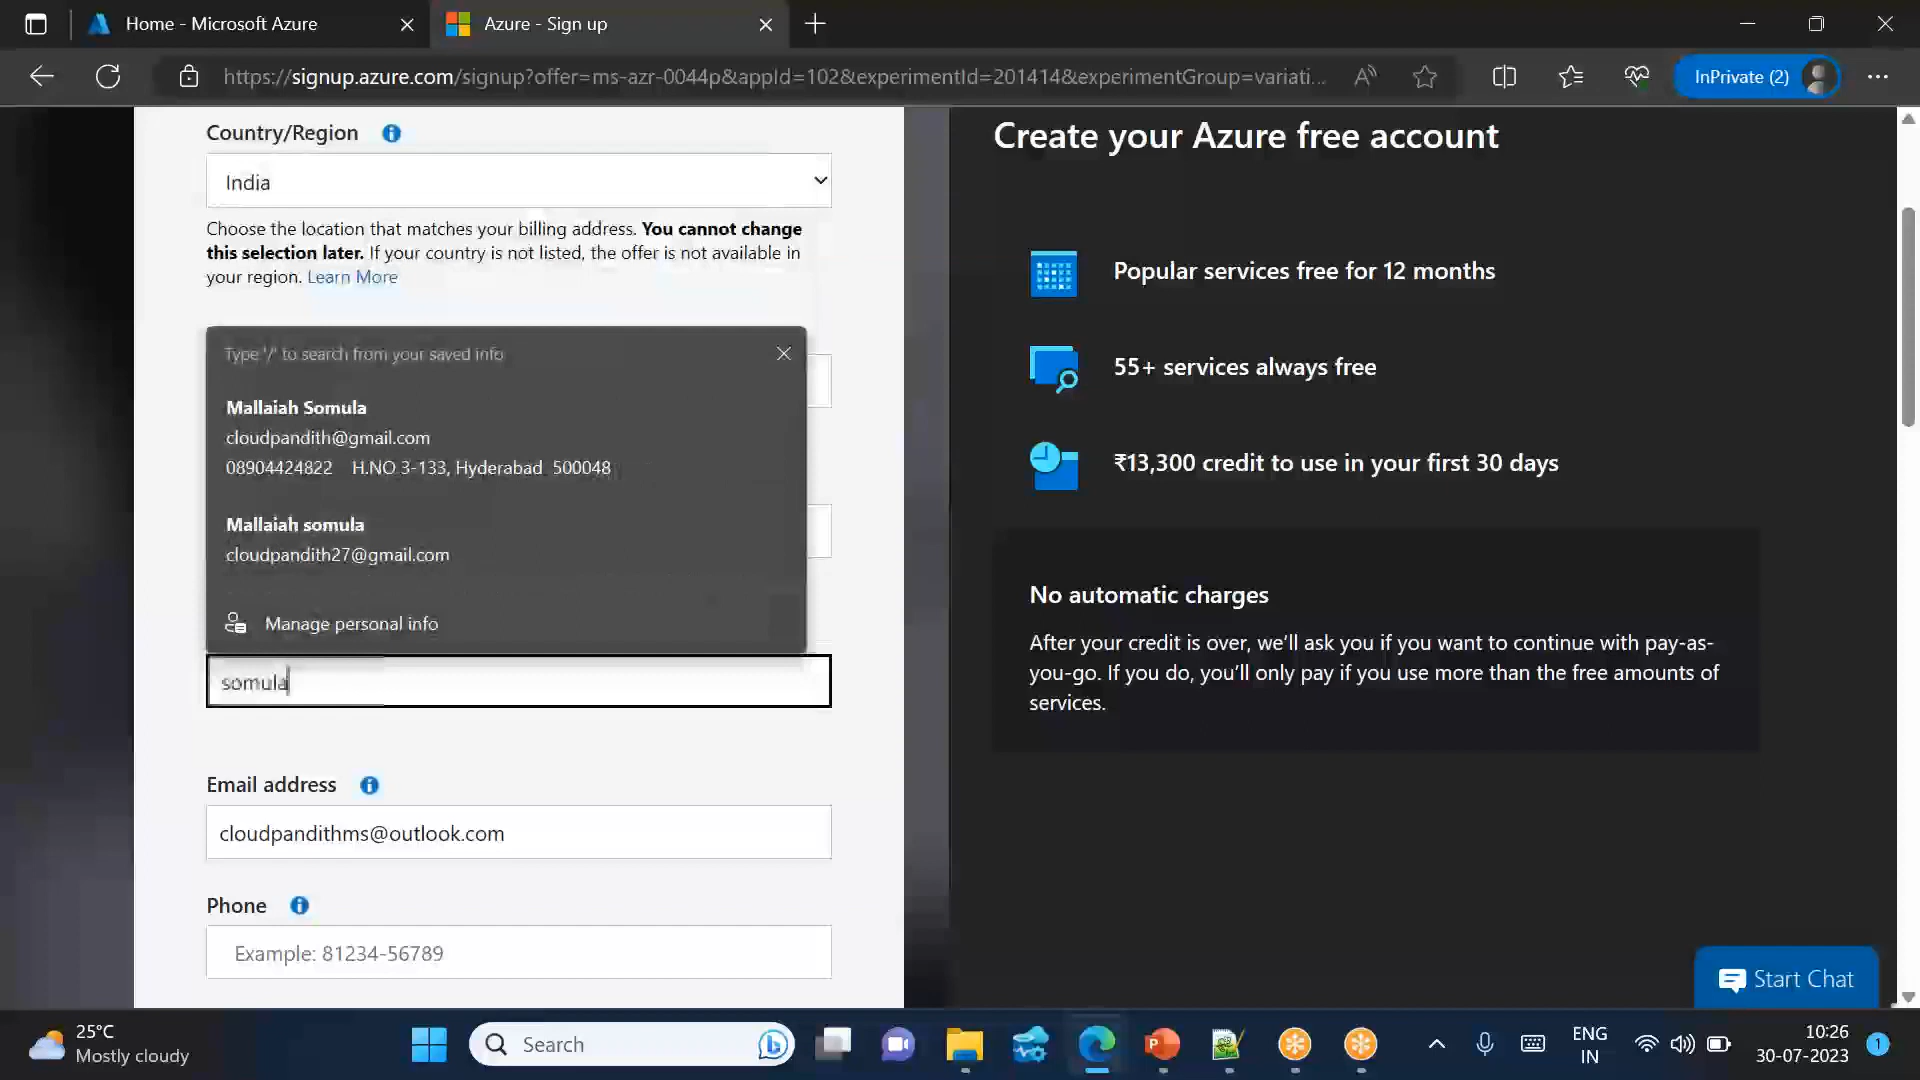 Home - Microsoft Azure
Azure - Sign up
https://signup.azure.com/signup?offer=ms-azr-0044p&appId=102&experimentId=201414&experimentGroup=variati...
InPrivate (2)
Country/Region
India
Choose the location that matches your billing address. You cannot change
this selection later. If your country is not listed, the offer is not available in
your region. Learn More
Type '/' to search from your saved info
Mallaiah Somula
cloudpandith@gmail.com
08904424822 H.NO 3-133, Hyderabad 500048
Mallaiah somula
cloudpandith27@gmail.com
Manage personal info
somula
Email address
cloudpandithms@outlook.com
Phone
Example: 81234-56789
Create your Azure free account
Popular services free for 12 months
55+ services always free
₹13,300 credit to use in your first 30 days
No automatic charges
After your credit is over, we'll ask you if you want to continue with pay-as-
you-go. If you do, you'll only pay if you use more than the free amounts of
services.
Start Chat
25°C
Mostly cloudy
Search
ENG
IN
10:26
30-07-2023
1